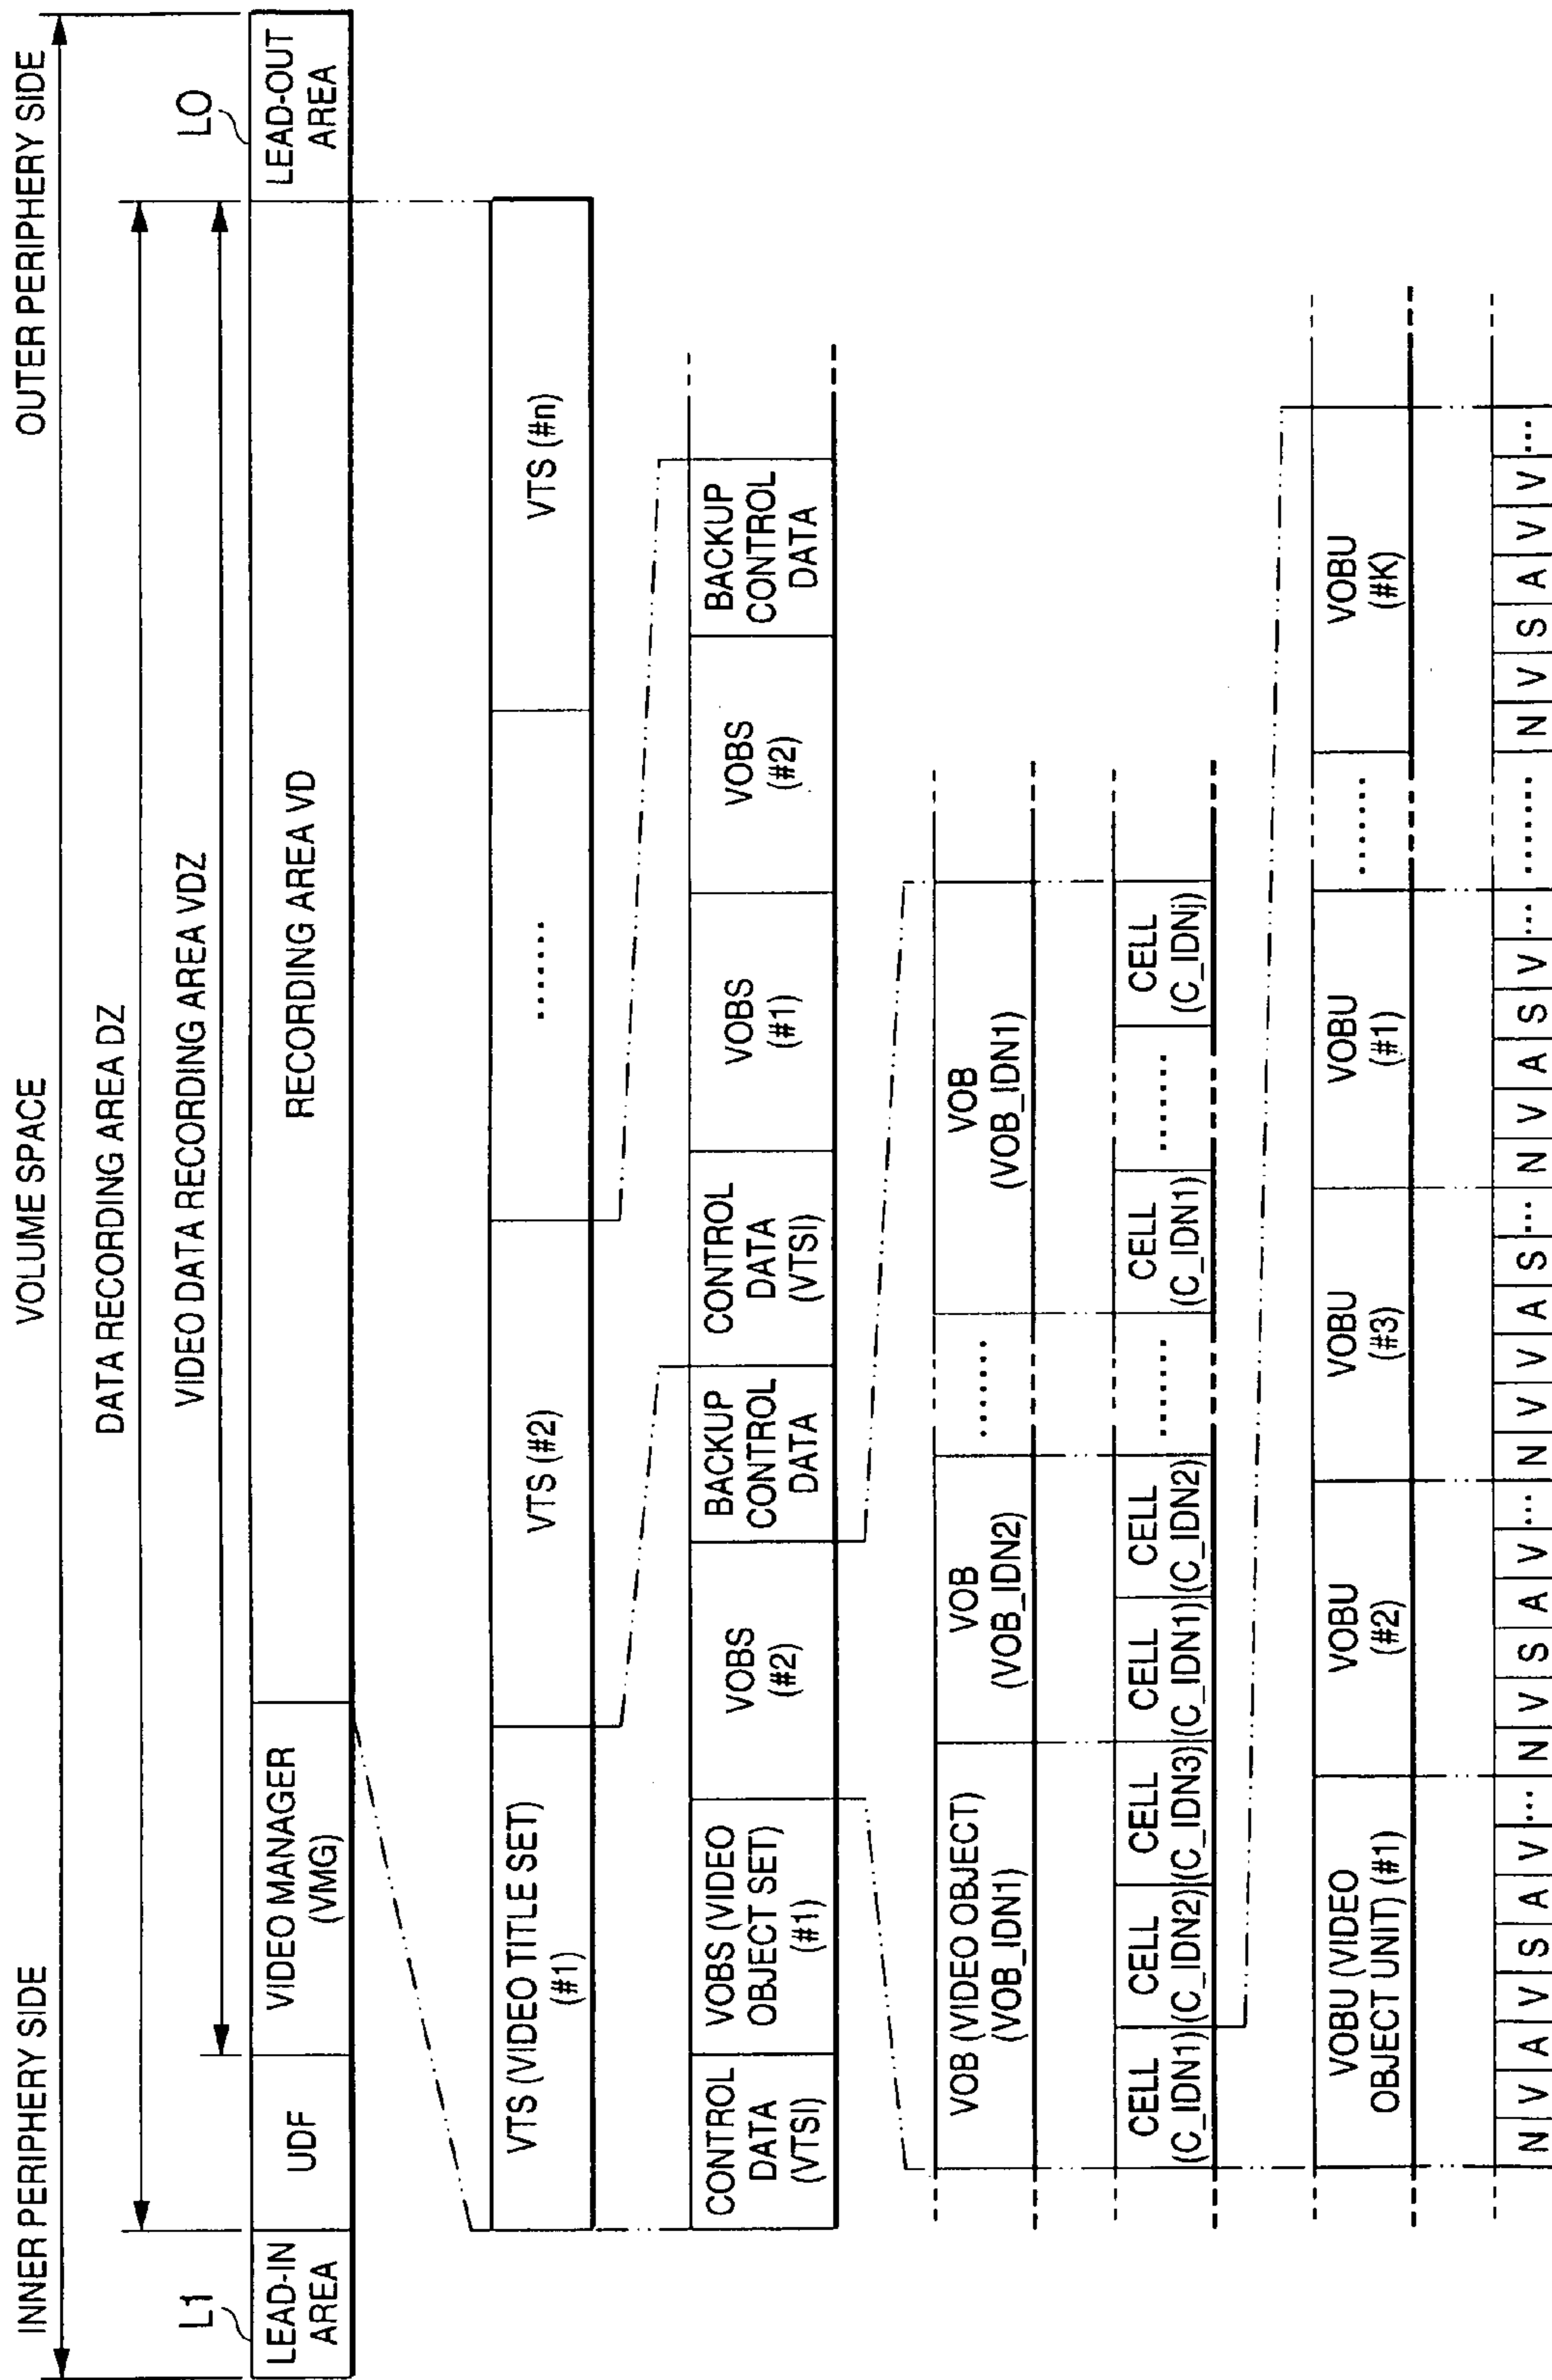 INNER PERIPHERY SIDE
VOLUME SPACE
OUTER PERIPHERY SIDE
DATA RECORDING AREA DZ
L1
VIDEO DATA RECORDING AREA VDZ
LO
LEAD-IN
AREA
UDF
VIDEO MANAGER
(VMG)
RECORDING AREA VD
LEAD-OUT
AREA
VTS (VIDEO TITLE SET)
(#1)
VTS (#2)
.......
VTS (#n)
CONTROL
DATA
(VTSI)
VOBS (VIDEO
OBJECT SET)
(#1)
VOBS
(#2)
BACKUP
CONTROL
DATA
CONTROL
DATA
(VTSI)
VOBS
(#1)
VOBS
(#2)
BACKUP
CONTROL
DATA
VOB (VIDEO OBJECT)
(VOB_IDN1)
VOB
(VOB_IDN2)
.......
VOB
(VOB_IDN1)
CELL
(C_IDN1)
CELL
(C_IDN2)
CELL
(C_IDN3)
CELL
(C_IDN1)
CELL
(C_IDN2)
.......
CELL
(C_IDN1)
.......
CELL
(C_IDNj)
VOBU (VIDEO
OBJECT UNIT) (#1)
VOBU
(#2)
VOBU
(#3)
VOBU
(#1)
.......
VOBU
(#K)
N V A V S A V ... N V S A V ... N V V A S ... N V A S V ... ....... N V S A V V ...